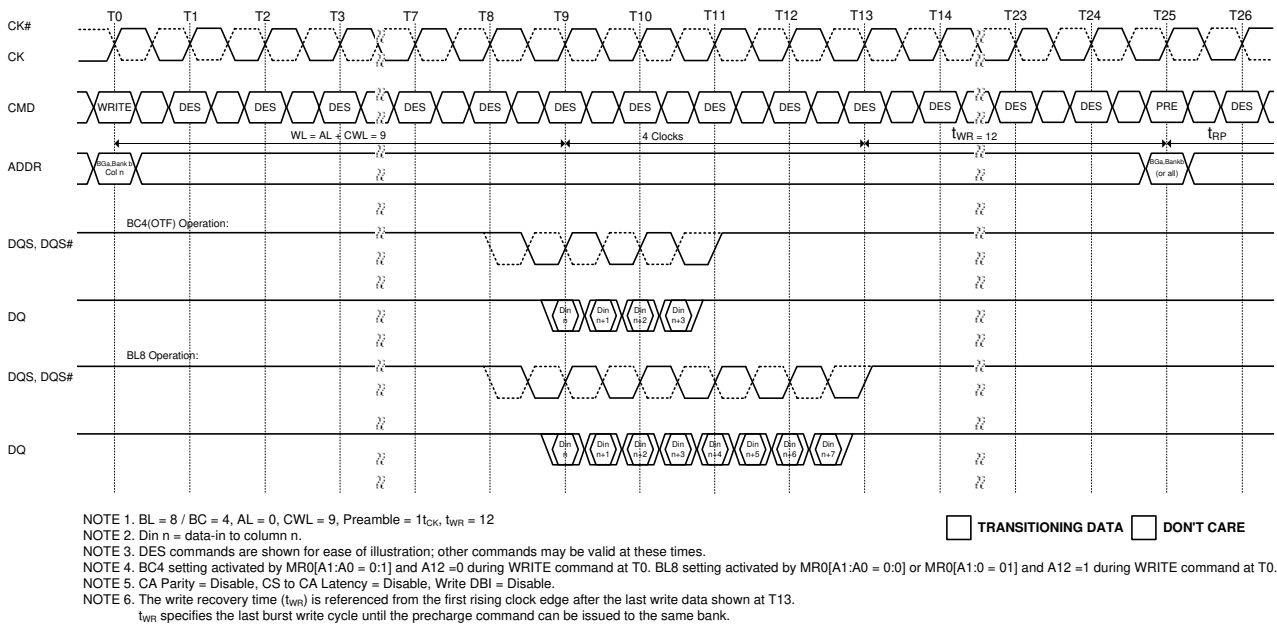 T0 T1 T2 T3 T7 T8 T9 T10 T11 T12 T13 T14 T23 T24 T25 T26
CK#
CK
CMD WRITE DES DES DES DES DES DES DES DES DES DES DES DES DES PRE DES
WL = AL + CWL = 9 4 Clocks tWR = 12 tRP
ADDR
BGa,Bank b
Col n
BGa,Bankb
(or all)
BC4(OTF) Operation:
DQS, DQS#
DQ
Din n Din n+1 Din n+2 Din n+3
BL8 Operation:
DQS, DQS#
DQ
Din n Din n+1 Din n+2 Din n+3 Din n+4 Din n+5 Din n+6 Din n+7
NOTE 1. BL = 8 / BC = 4, AL = 0, CWL = 9, Preamble = 1tCK, tWR = 12
NOTE 2. Din n = data-in to column n.
NOTE 3. DES commands are shown for ease of illustration; other commands may be valid at these times.
NOTE 4. BC4 setting activated by MR0[A1:A0 = 0:1] and A12 =0 during WRITE command at T0. BL8 setting activated by MR0[A1:A0 = 0:0] or MR0[A1:0 = 01] and A12 =1 during WRITE command at T0.
NOTE 5. CA Parity = Disable, CS to CA Latency = Disable, Write DBI = Disable.
NOTE 6. The write recovery time (tWR) is referenced from the first rising clock edge after the last write data shown at T13.
tWR specifies the last burst write cycle until the precharge command can be issued to the same bank.
TRANSITIONING DATA DON'T CARE